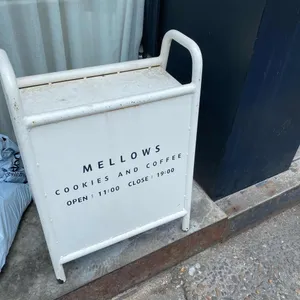 MELLOWS
COOKIES AND COFFEE
OPEN : 11:00 CLOSE : 19:00